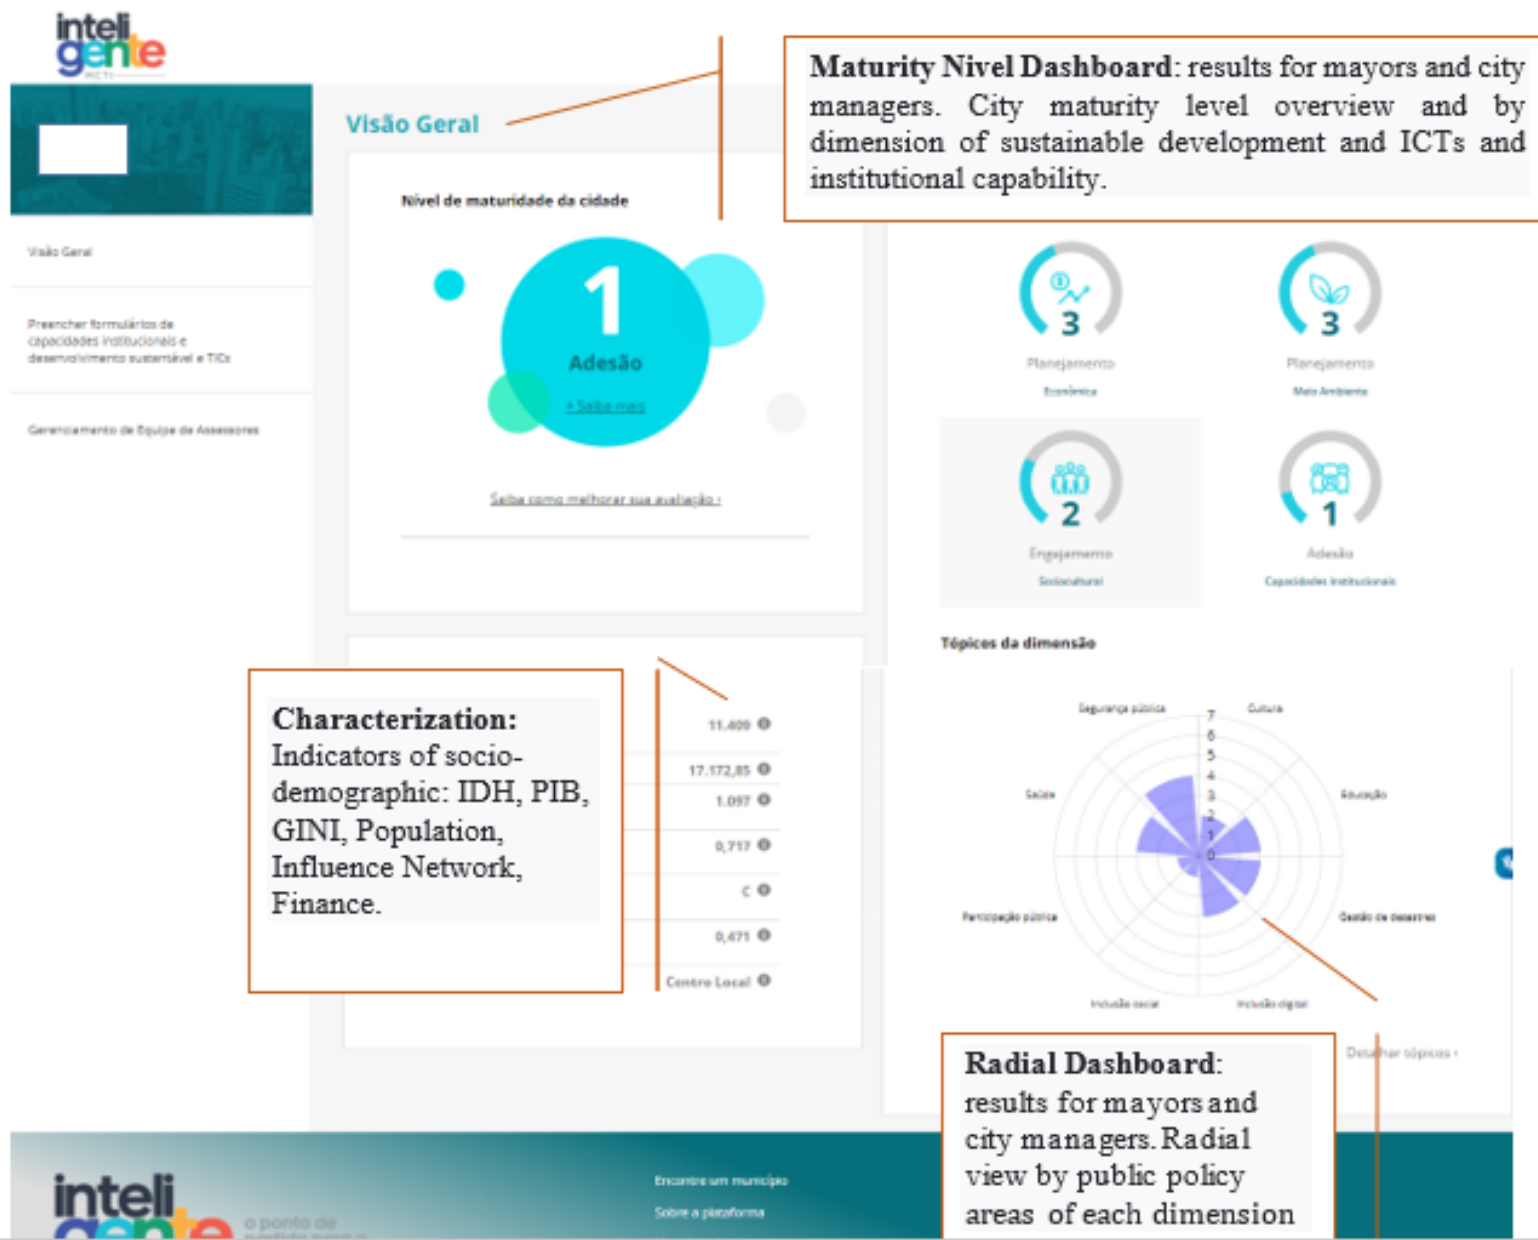 inteli
gente
MCTI
Maturity Nivel Dashboard: results for mayors and city
managers. City maturity level overview and by
dimension of sustainable development and ICTs and
institutional capability.
Visão Geral
Visão Geral
Preencher formulários de
capacidades institucionais e
desenvolvimento sustentável e TICs
Gerenciamento de Equipe de Assessores
Nível de maturidade da cidade
1
Adesão
+ Saiba mais
Saiba como melhorar sua avaliação ›
3
Planejamento
Econômica
3
Planejamento
Meio Ambiente
2
Engajamento
Sociocultural
1
Adesão
Capacidades Institucionais
Tópicos da dimensão
Characterization:
Indicators of socio-
demographic: IDH, PIB,
GINI, Population,
Influence Network,
Finance.
11.409
17.172,85
1.097
0,717
C
0,471
Centro Local
Segurança pública
Cultura
Saúde
Educação
Participação pública
Gestão de desastres
Inclusão social
Inclusão digital
7
6
5
4
3
2
1
0
Detalhar tópicos ›
Radial Dashboard:
results for mayors and
city managers. Radial
view by public policy
areas of each dimension
inteli
gente
o ponto de
Encontre um município
Sobre a plataforma